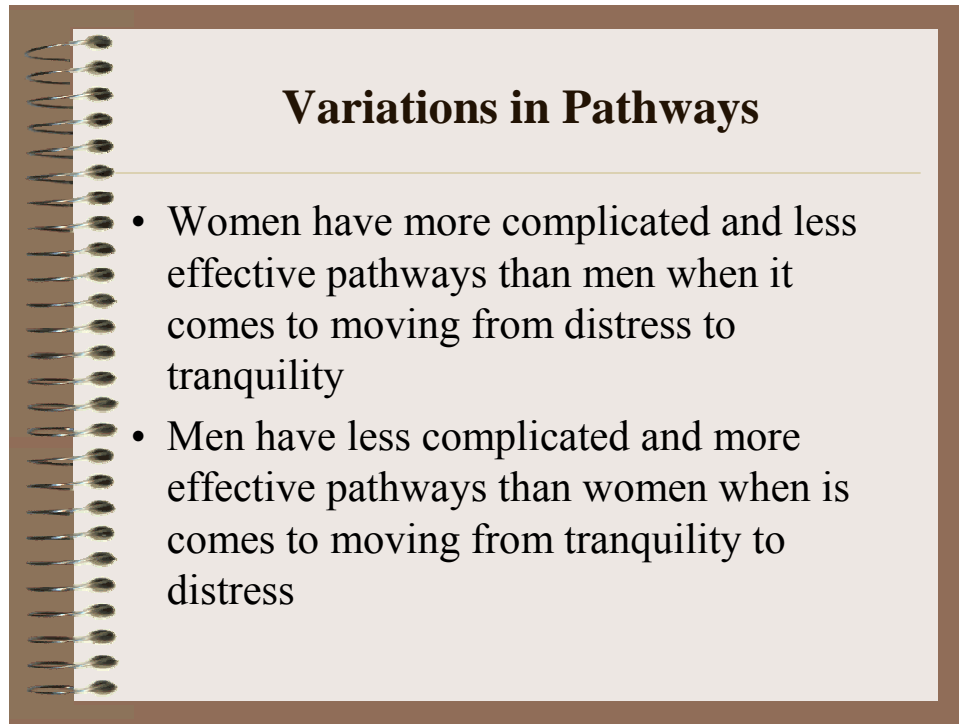 Variations in Pathways
• Women have more complicated and less
effective pathways than men when it
comes to moving from distress to
tranquility
• Men have less complicated and more
effective pathways than women when is
comes to moving from tranquility to
distress